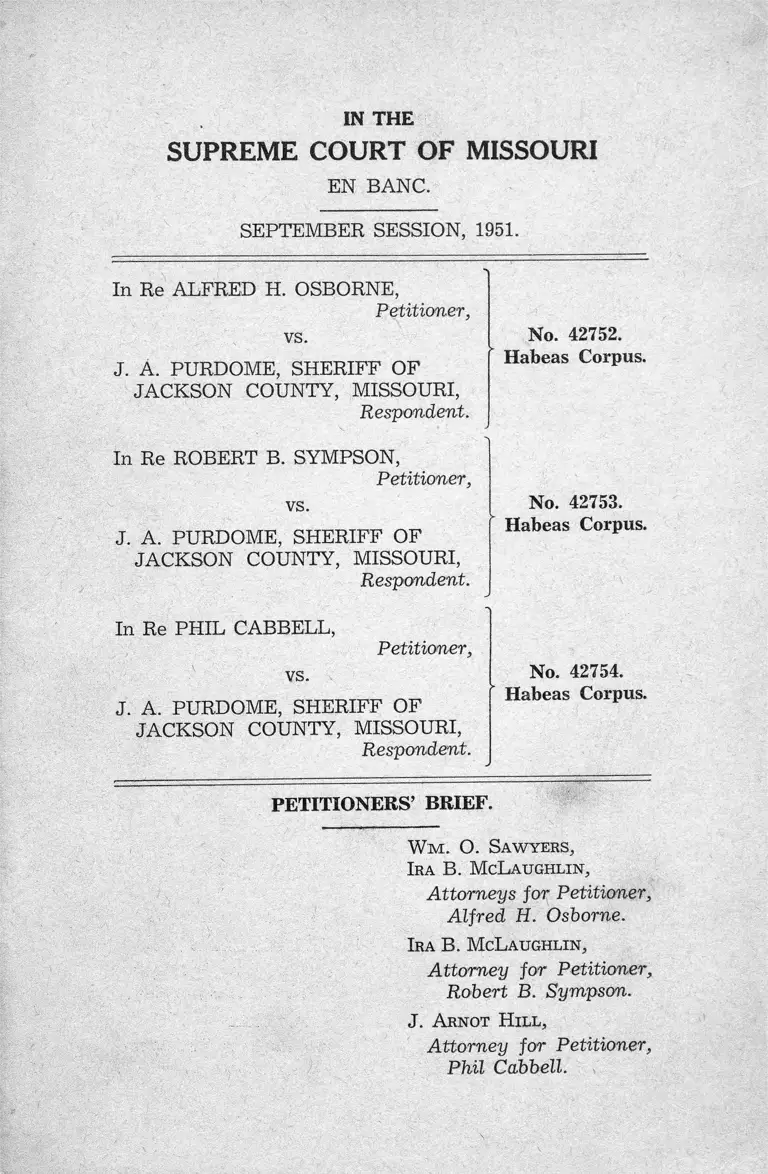 IN THE
SUPREME COURT OF MISSOURI
EN BANC.
SEPTEMBER SESSION, 1951.
In Re ALFRED H. OSBORNE,
Petitioner,
vs.
J. A. PURDOME, SHERIFF OF
JACKSON COUNTY, MISSOURI,
Respondent.
No. 42752.
Habeas Corpus.
In Re ROBERT B. SYMPSON,
Petitioner,
vs.
J. A. PURDOME, SHERIFF OF
JACKSON COUNTY, MISSOURI,
Respondent.
No. 42753.
Habeas Corpus.
In Re PHIL CABBELL,
Petitioner,
vs.
J. A. PURDOME, SHERIFF OF
JACKSON COUNTY, MISSOURI,
Respondent.
No. 42754.
Habeas Corpus.
PETITIONERS' BRIEF.
WM. O. SAWYERS,
IRA B. MCLAUGHLIN,
Attorneys for Petitioner,
Alfred H. Osborne.
IRA B. MCLAUGHLIN,
Attorney for Petitioner,
Robert B. Sympson.
J. ARNOT HILL,
Attorney for Petitioner,
Phil Cabbell.